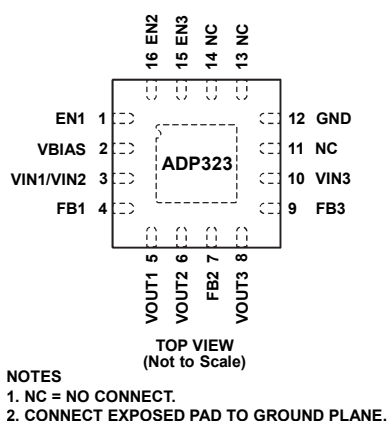 16 EN2
15 EN3
14 NC
13 NC
EN1 1
VBIAS 2
VIN1/VIN2 3
FB1 4
ADP323
12 GND
11 NC
10 VIN3
9 FB3
VOUT1 5
VOUT2 6
FB2 7
VOUT3 8
TOP VIEW
(Not to Scale)
NOTES
1. NC = NO CONNECT.
2. CONNECT EXPOSED PAD TO GROUND PLANE.